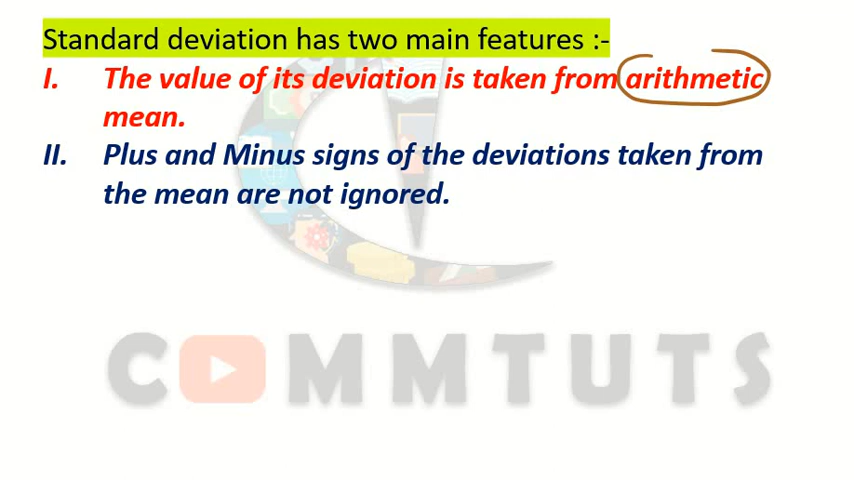 Standard deviation has two main features :-
I. The value of its deviation is taken from arithmetic
mean.
II. Plus and Minus signs of the deviations taken from
the mean are not ignored.
C MMTUTS